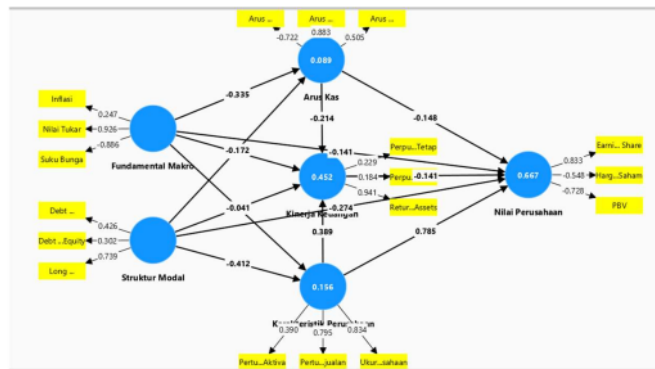 Arus ... Arus ... Arus ...
-0.722 0.883 0.505
0.089
Arus Kas
Inflasi
Nilai Tukar
Suku Bunga
0.247
0.926
-0.886
Fundamental Makro
-0.335
-0.172
-0.214
-0.148
-0.141
Perpu...Tetap
Perpu...
Retur...Assets
0.229
0.184
0.941
-0.141
0.452
Kinerja Keuangan
0.667
Nilai Perusahaan
0.833
-0.548
-0.728
Earni... Share
Harg...Saham
PBV
Debt ...
Debt ...Equity
Long ...
0.426
0.302
0.739
Struktur Modal
-0.041
-0.274
-0.412
0.389
0.785
0.156
Karakteristik Perusahaan
0.390 0.795 0.834
Pertu...Aktiva Pertu...jualan Ukur...sahaan